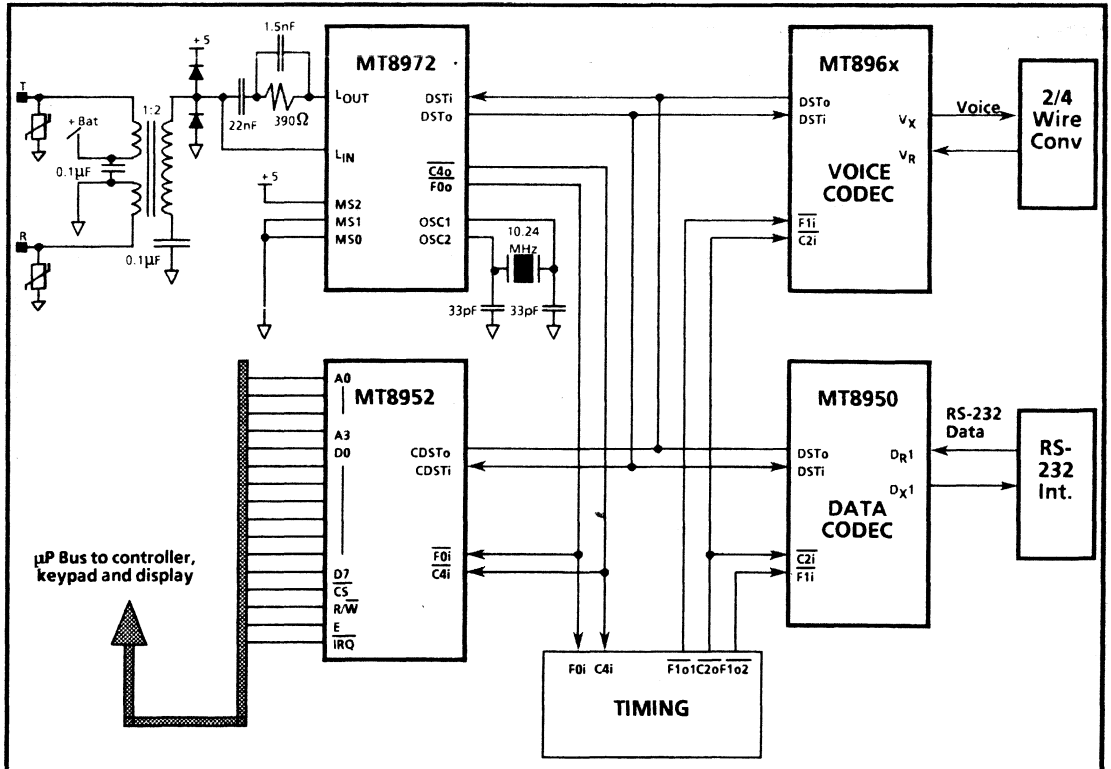 1.5nF
+5
MT8972
MT896x
T
1:2
LOUT
DSTi
DSTo
2/4
Wire
Conv
390Ω
22nF
DSTo
DSTi
Voice
VX
+Bat
LIN
VR
0.1µF
C4o
F0o
VOICE
CODEC
+5
MS2
MS1
MS0
OSC1
OSC2
10.24
MHz
F1i
C2i
R
0.1µF
33pF
33pF
A0
MT8952
MT8950
A3
D0
CDSTo
CDSTi
DSTo
DSTi
RS-232
Data
DR1
DX1
RS-
232
Int.
DATA
CODEC
µP Bus to controller,
keypad and display
F0i
C4i
C2i
F1i
D7
CS
R/W
E
IRQ
F0i C4i F1o1 C2o F1o2
TIMING